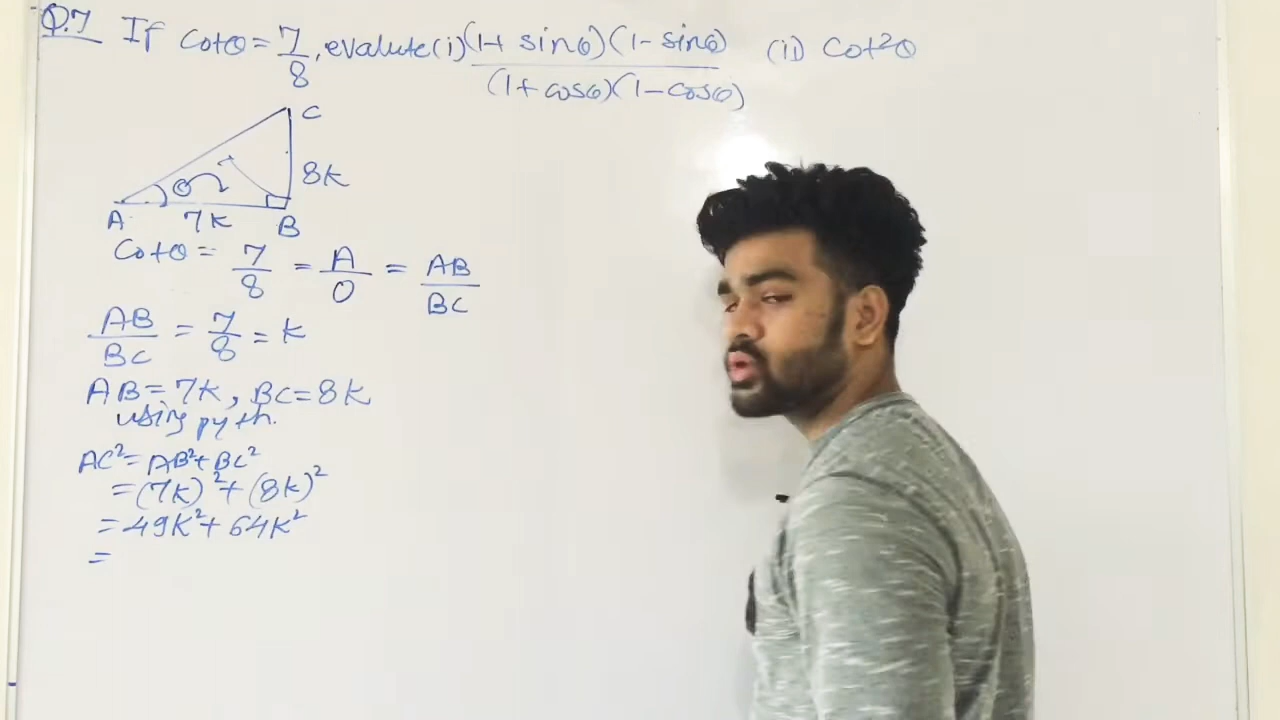 Q.7 If Cotθ = 7/8, evalute (i) (1+ sinθ)(1- sinθ)/(1+cosθ)(1-cosθ) (ii) Cot²θ
C
θ
8K
A 7K B
Cotθ = 7/8 = A/O = AB/BC
AB/BC = 7/8 = K
AB = 7K, BC = 8K
using pyth.
AC² = AB² + BC²
= (7K)² + (8K)²
= 49K² + 64K²
=